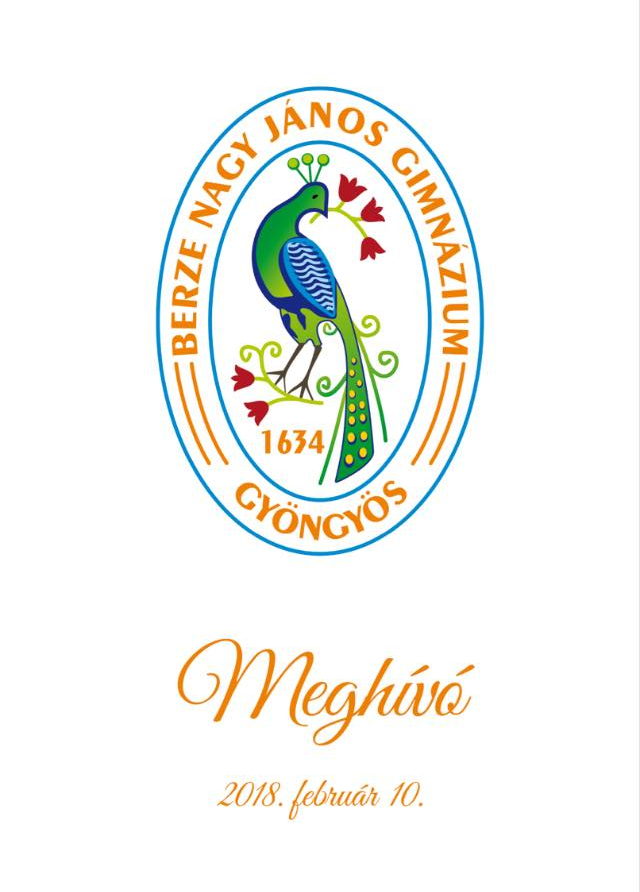 BERZE NAGY JÁNOS GIMNÁZIUM
1634
GYÖNGYÖS
Meghívó
2018. február 10.